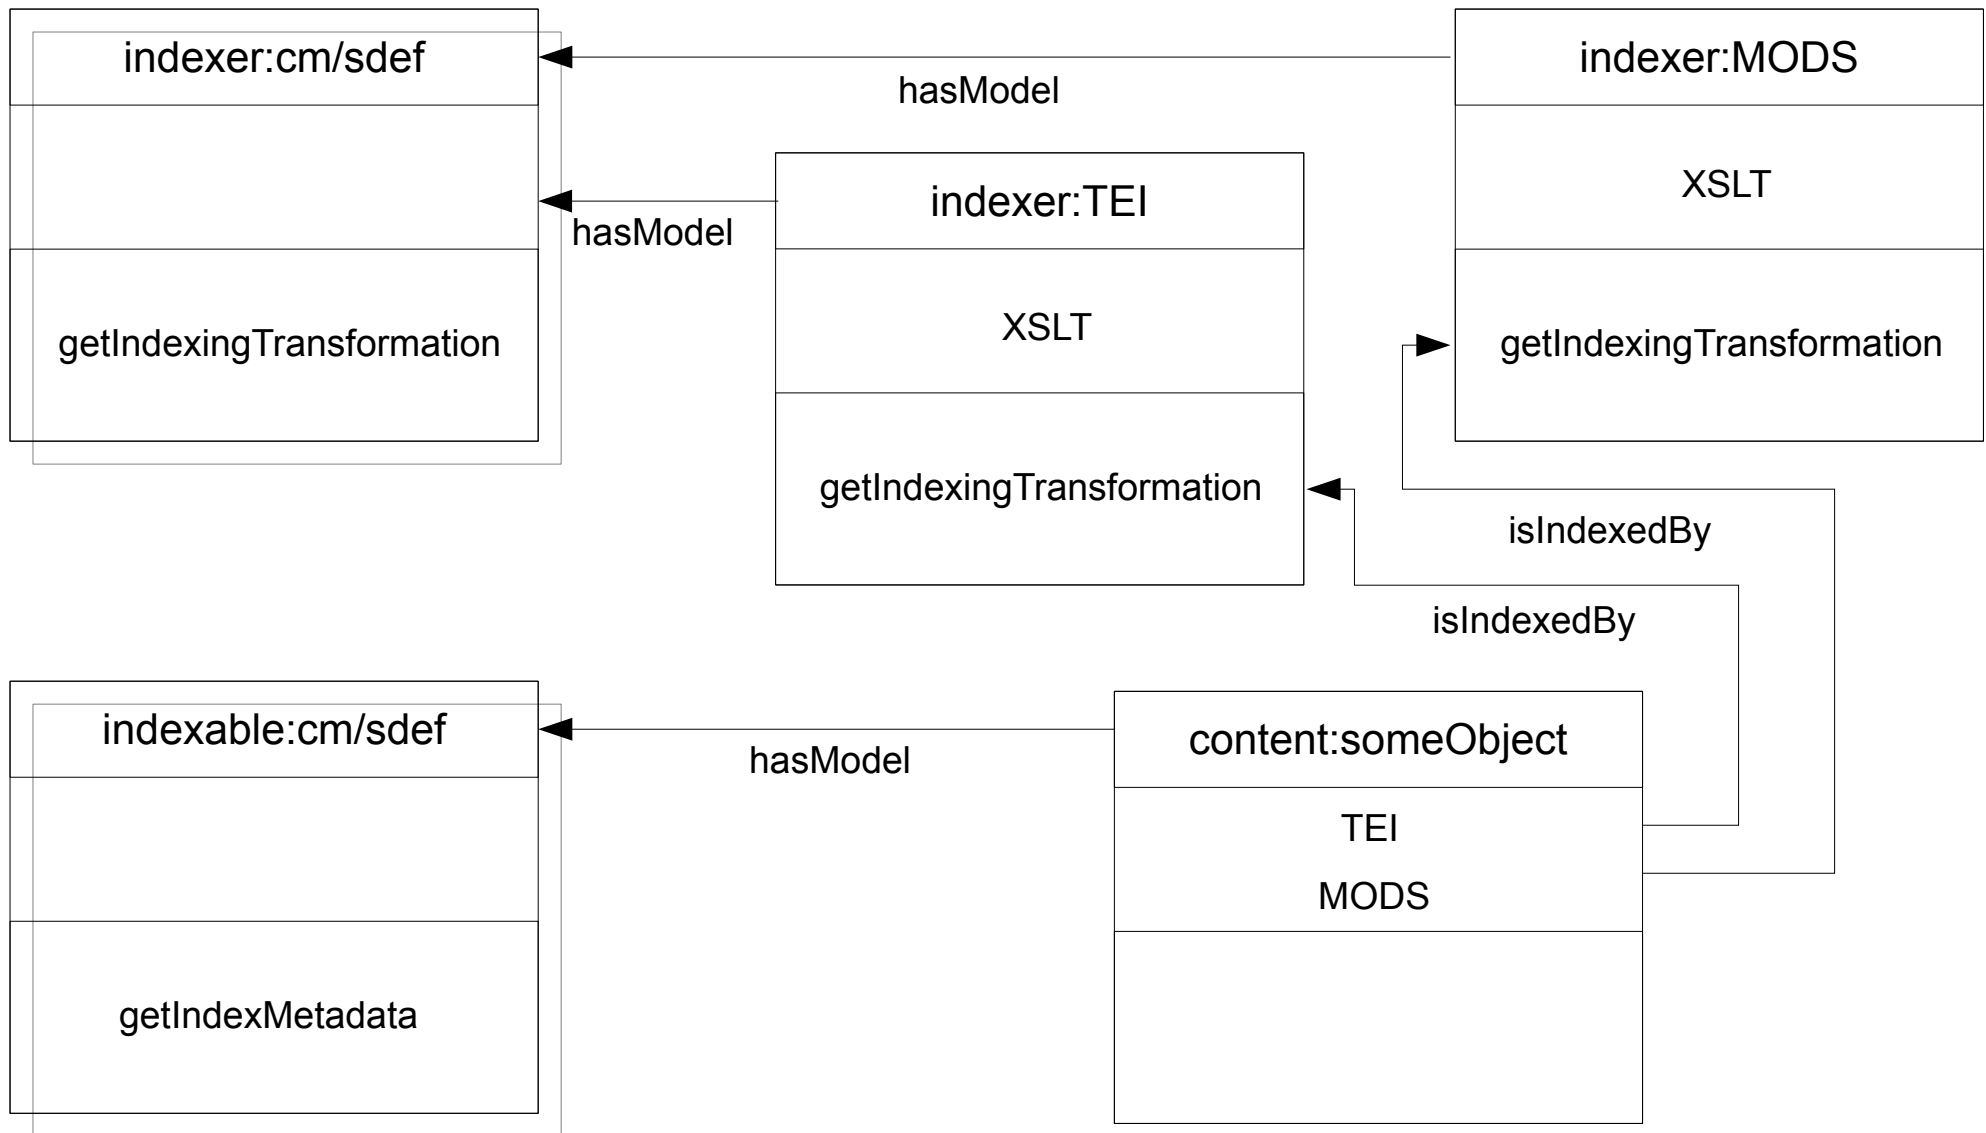 indexer:cm/sdef
indexer:MODS
hasModel
XSLT
indexer:TEI
hasModel
XSLT
getIndexingTransformation
getIndexingTransformation
getIndexingTransformation
isIndexedBy
isIndexedBy
indexable:cm/sdef
content:someObject
hasModel
TEI
MODS
getIndexMetadata